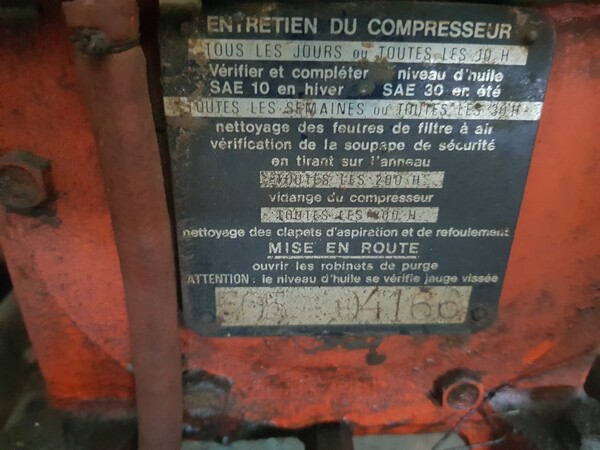 ENTRETIEN DU COMPRESSEUR
TOUS LES JOURS ou TOUTES LES 10 H
Vérifier et compléter niveau d'huile
SAE 10 en hiver - SAE 30 en été
TOUTES LES SEMAINES ou TOUTES LES 30 H
nettoyage des feutres de filtre à air
vérification de la soupape de sécurité
en tirant sur l'anneau
TOUTES LES 200 H
vidange du compresseur
TOUTES LES 800 H
nettoyage des clapets d'aspiration et de refoulement
MISE EN ROUTE
ouvrir les robinets de purge
ATTENTION : le niveau d'huile se vérifie jauge vissée
04166